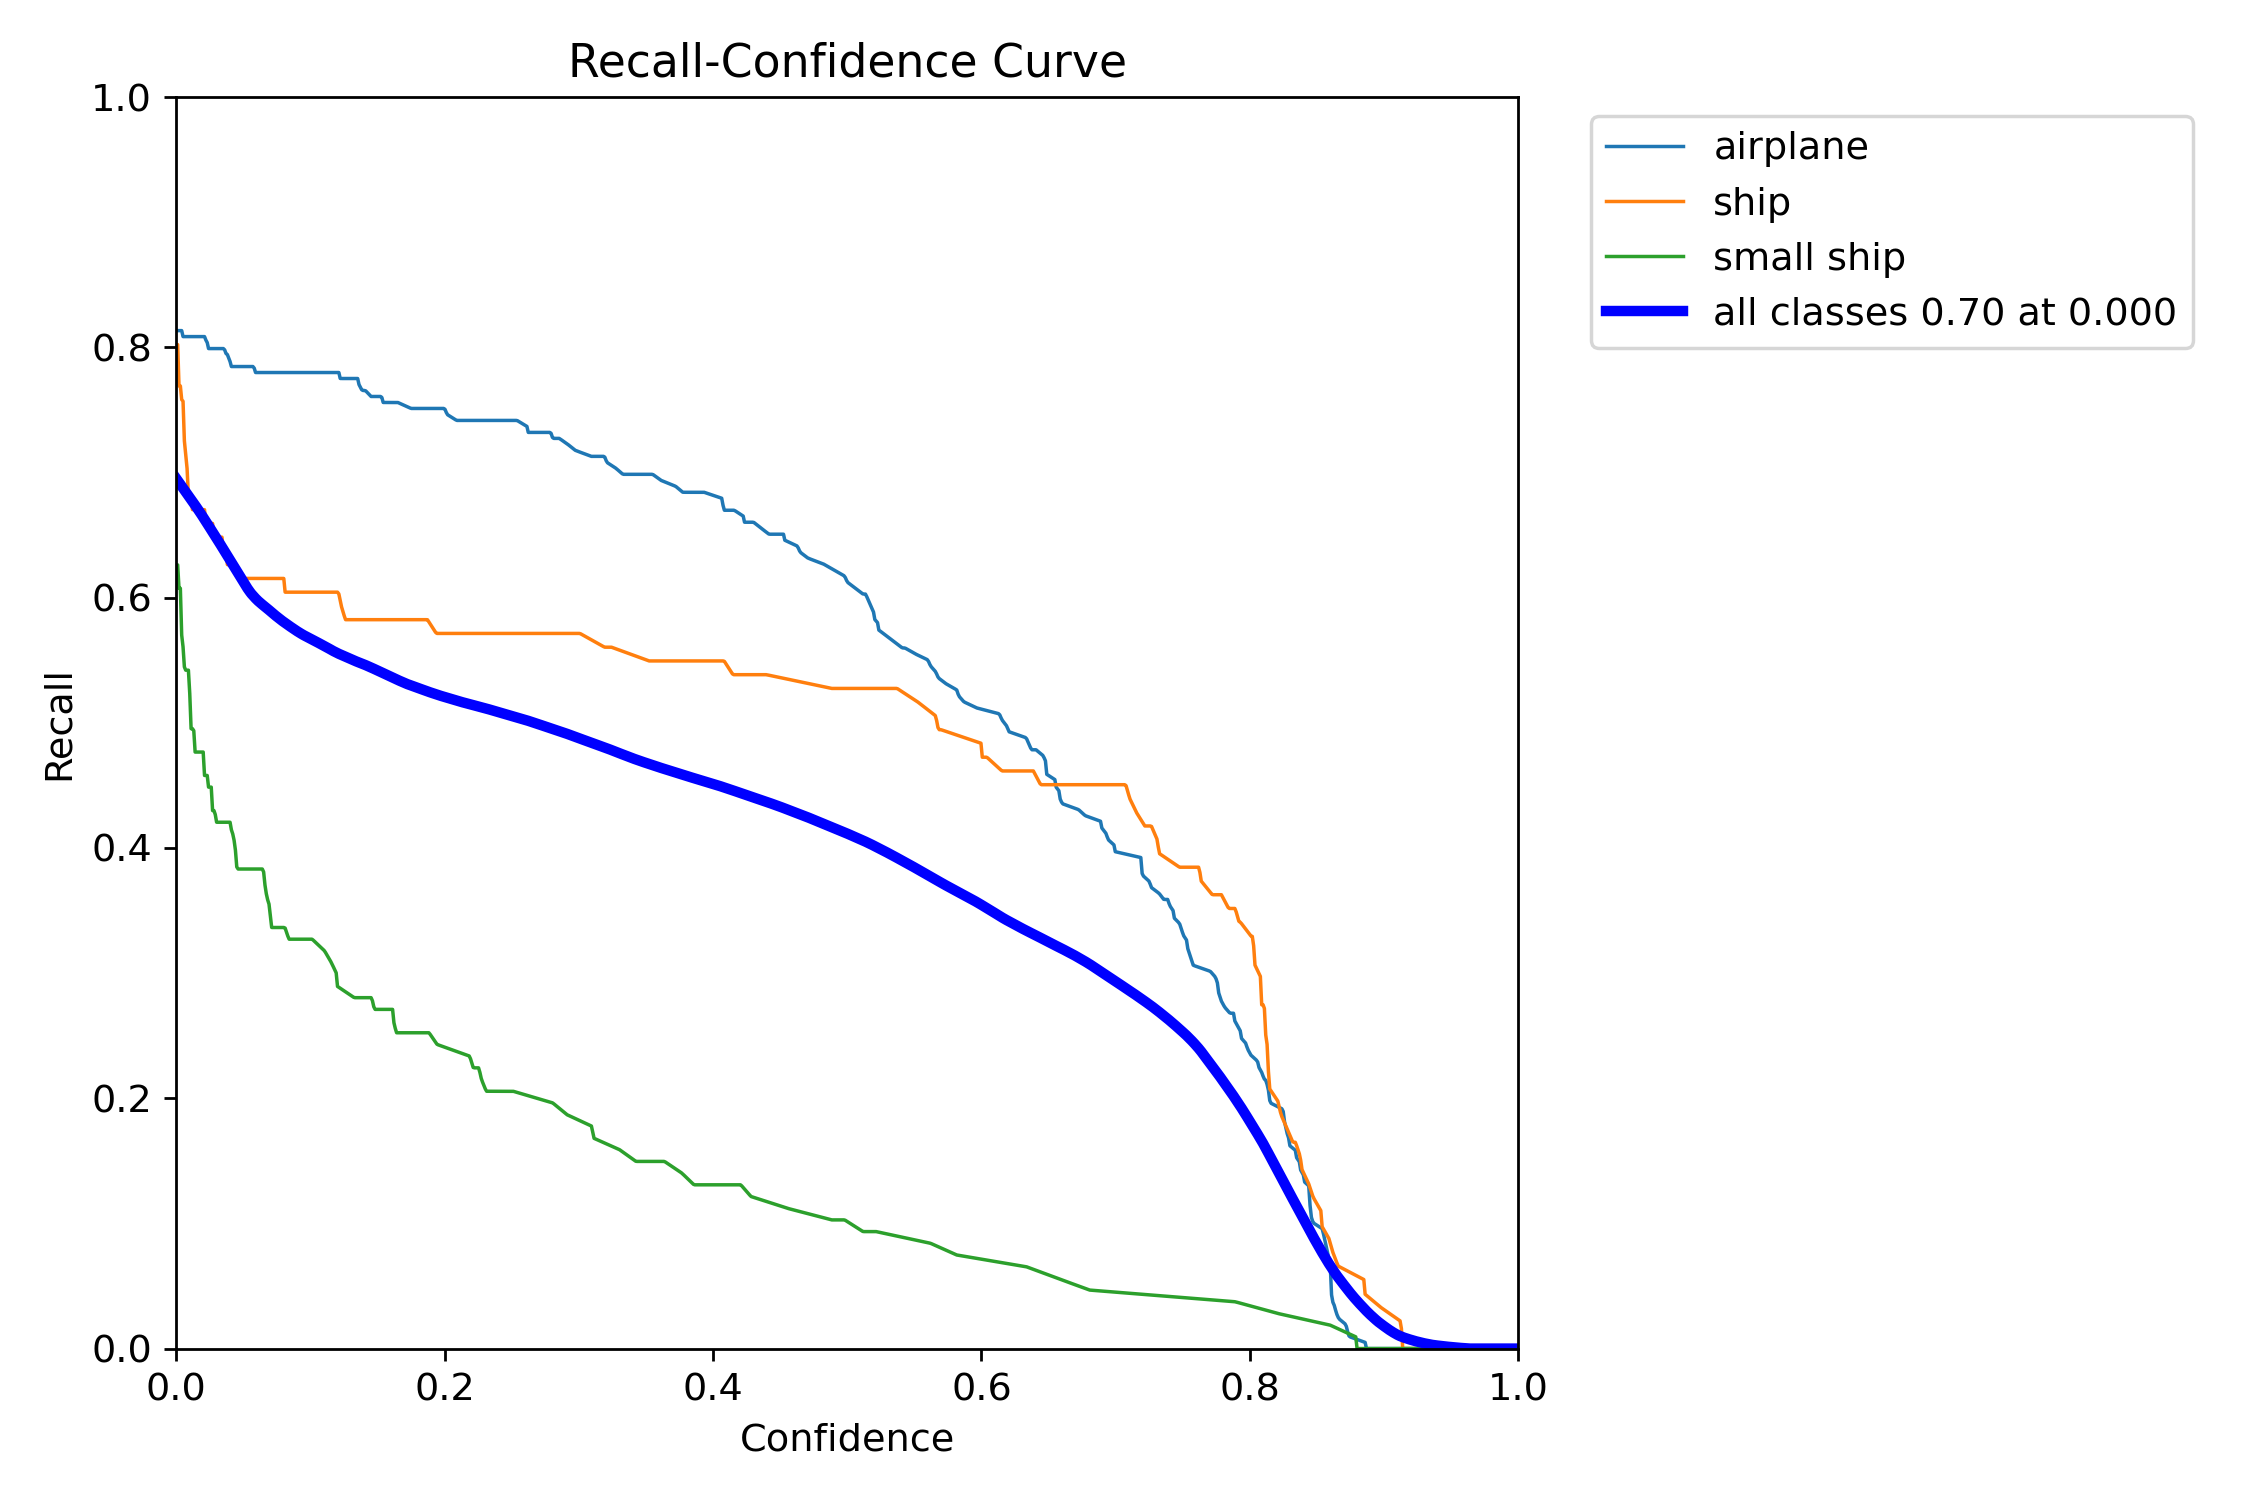 Recall-Confidence Curve
1.0
0.8
0.6
0.4
0.2
0.0
Recall
0.0 0.2 0.4 0.6 0.8 1.0
Confidence
airplane
ship
small ship
all classes 0.70 at 0.000